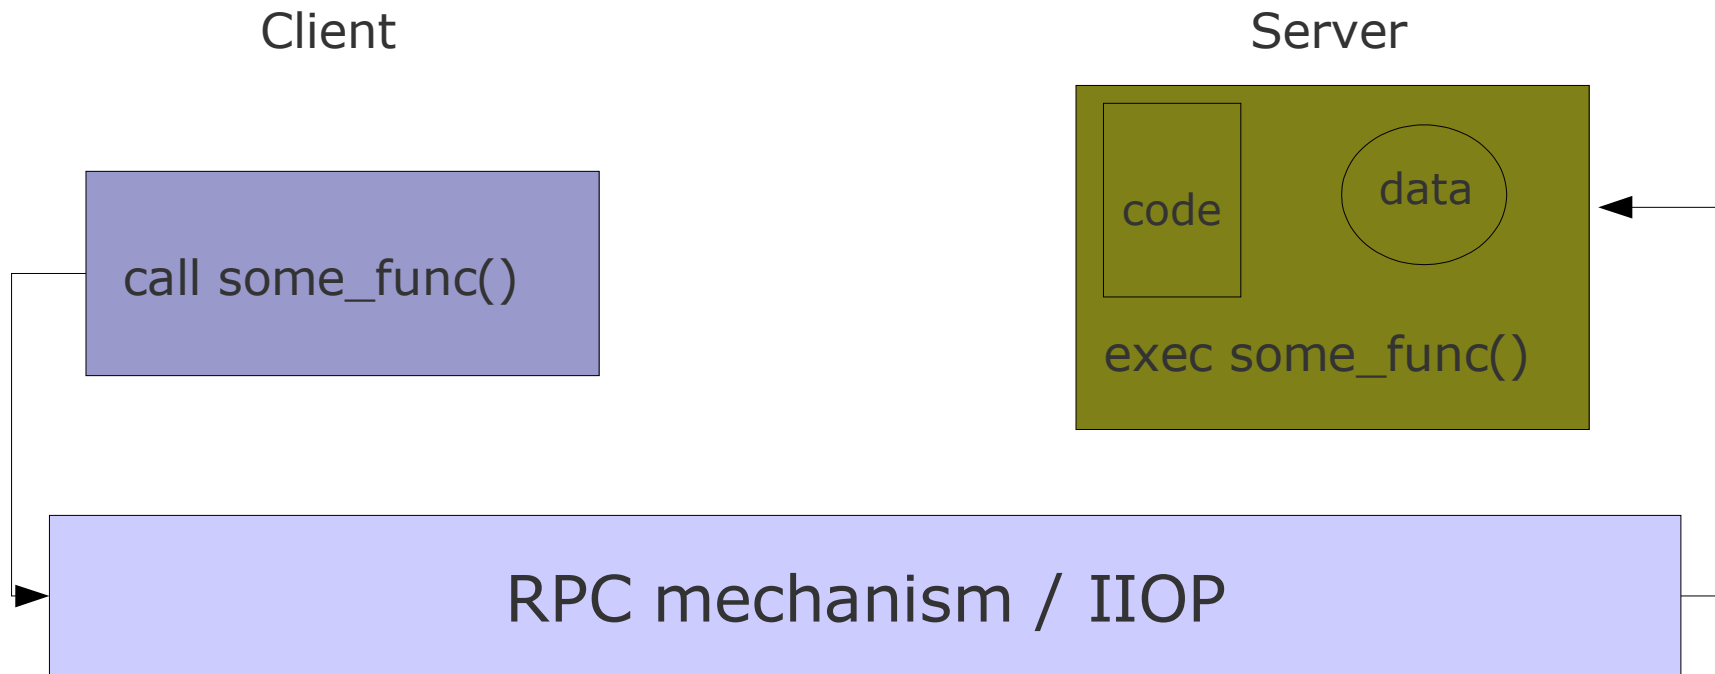 Client
Server
call some_func()
code
data
exec some_func()
RPC mechanism / IIOP